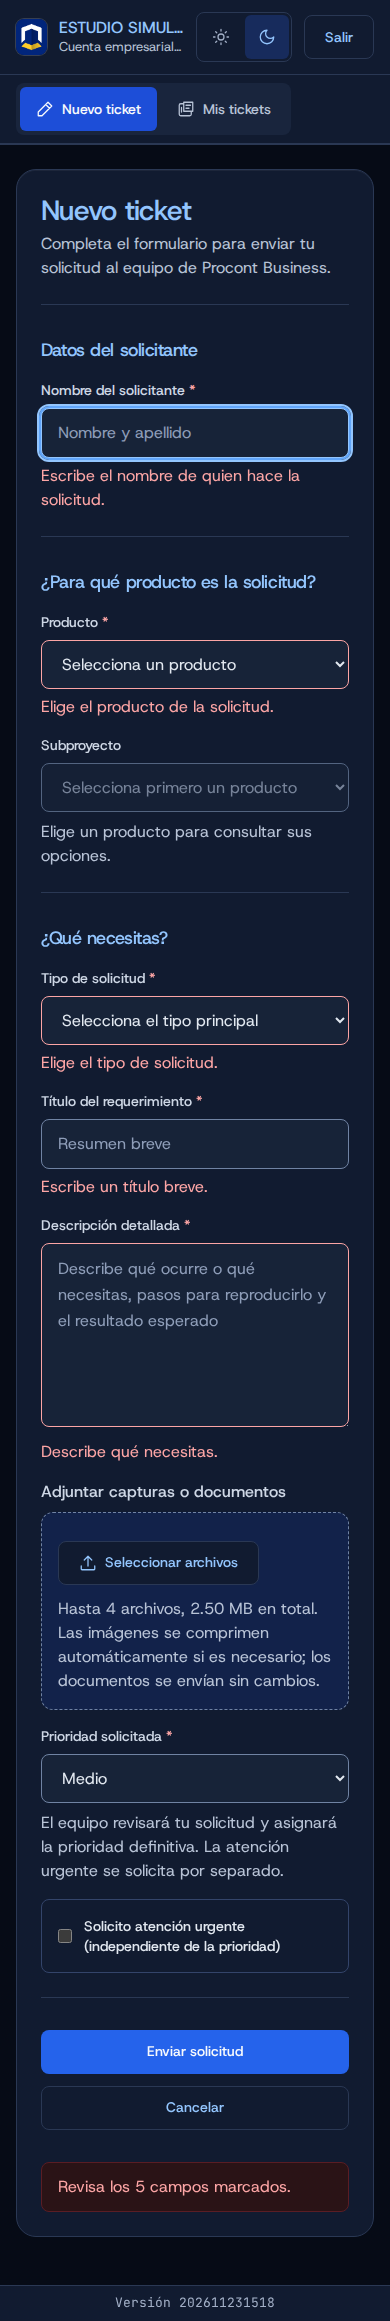 ESTUDIO SIMUL...
Cuenta empresarial...
Salir
Nuevo ticket
Mis tickets
Nuevo ticket
Completa el formulario para enviar tu
solicitud al equipo de Procont Business.
Datos del solicitante
Nombre del solicitante *
Nombre y apellido
Escribe el nombre de quien hace la
solicitud.
¿Para qué producto es la solicitud?
Producto *
Selecciona un producto
Elige el producto de la solicitud.
Subproyecto
Selecciona primero un producto
Elige un producto para consultar sus
opciones.
¿Qué necesitas?
Tipo de solicitud *
Selecciona el tipo principal
Elige el tipo de solicitud.
Título del requerimiento *
Resumen breve
Escribe un título breve.
Descripción detallada *
Describe qué ocurre o qué
necesitas, pasos para reproducirlo y
el resultado esperado
Describe qué necesitas.
Adjuntar capturas o documentos
Seleccionar archivos
Hasta 4 archivos, 2.50 MB en total.
Las imágenes se comprimen
automáticamente si es necesario; los
documentos se envían sin cambios.
Prioridad solicitada *
Medio
El equipo revisará tu solicitud y asignará
la prioridad definitiva. La atención
urgente se solicita por separado.
Solicito atención urgente
(independiente de la prioridad)
Enviar solicitud
Cancelar
Revisa los 5 campos marcados.
Versión 202611231518